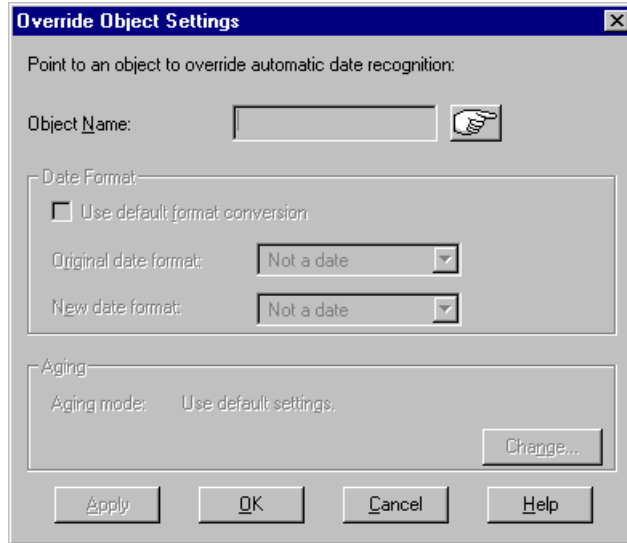 Override Object Settings
Point to an object to override automatic date recognition:
Object Name:
Date Format
Use default format conversion
Original date format: Not a date
New date format: Not a date
Aging
Aging mode: Use default settings.
Change...
Apply OK Cancel Help